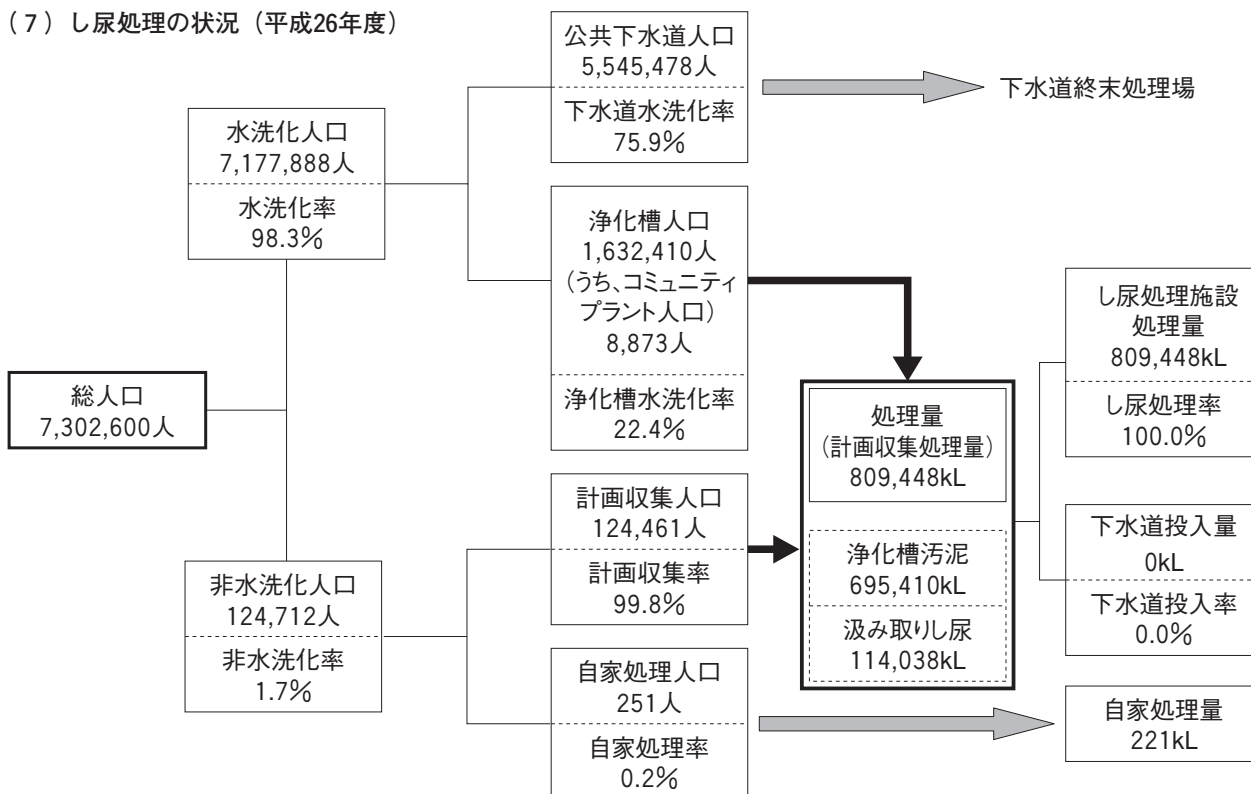 (7)し尿処理の状況(平成26年度)
公共下水道人口
5,545,478人
下水道水洗化率
75.9%
下水道終末処理場
水洗化人口
7,177,888人
水洗化率
98.3%
浄化槽人口
1,632,410人
(うち、コミュニティ
プラント人口)
8,873人
浄化槽水洗化率
22.4%
総人口
7,302,600人
処理量
(計画収集処理量)
809,448kL
浄化槽汚泥
695,410kL
汲み取りし尿
114,038kL
し尿処理施設
処理量
809,448kL
し尿処理率
100.0%
下水道投入量
0kL
下水道投入率
0.0%
計画収集人口
124,461人
計画収集率
99.8%
非水洗化人口
124,712人
非水洗化率
1.7%
自家処理人口
251人
自家処理率
0.2%
自家処理量
221kL